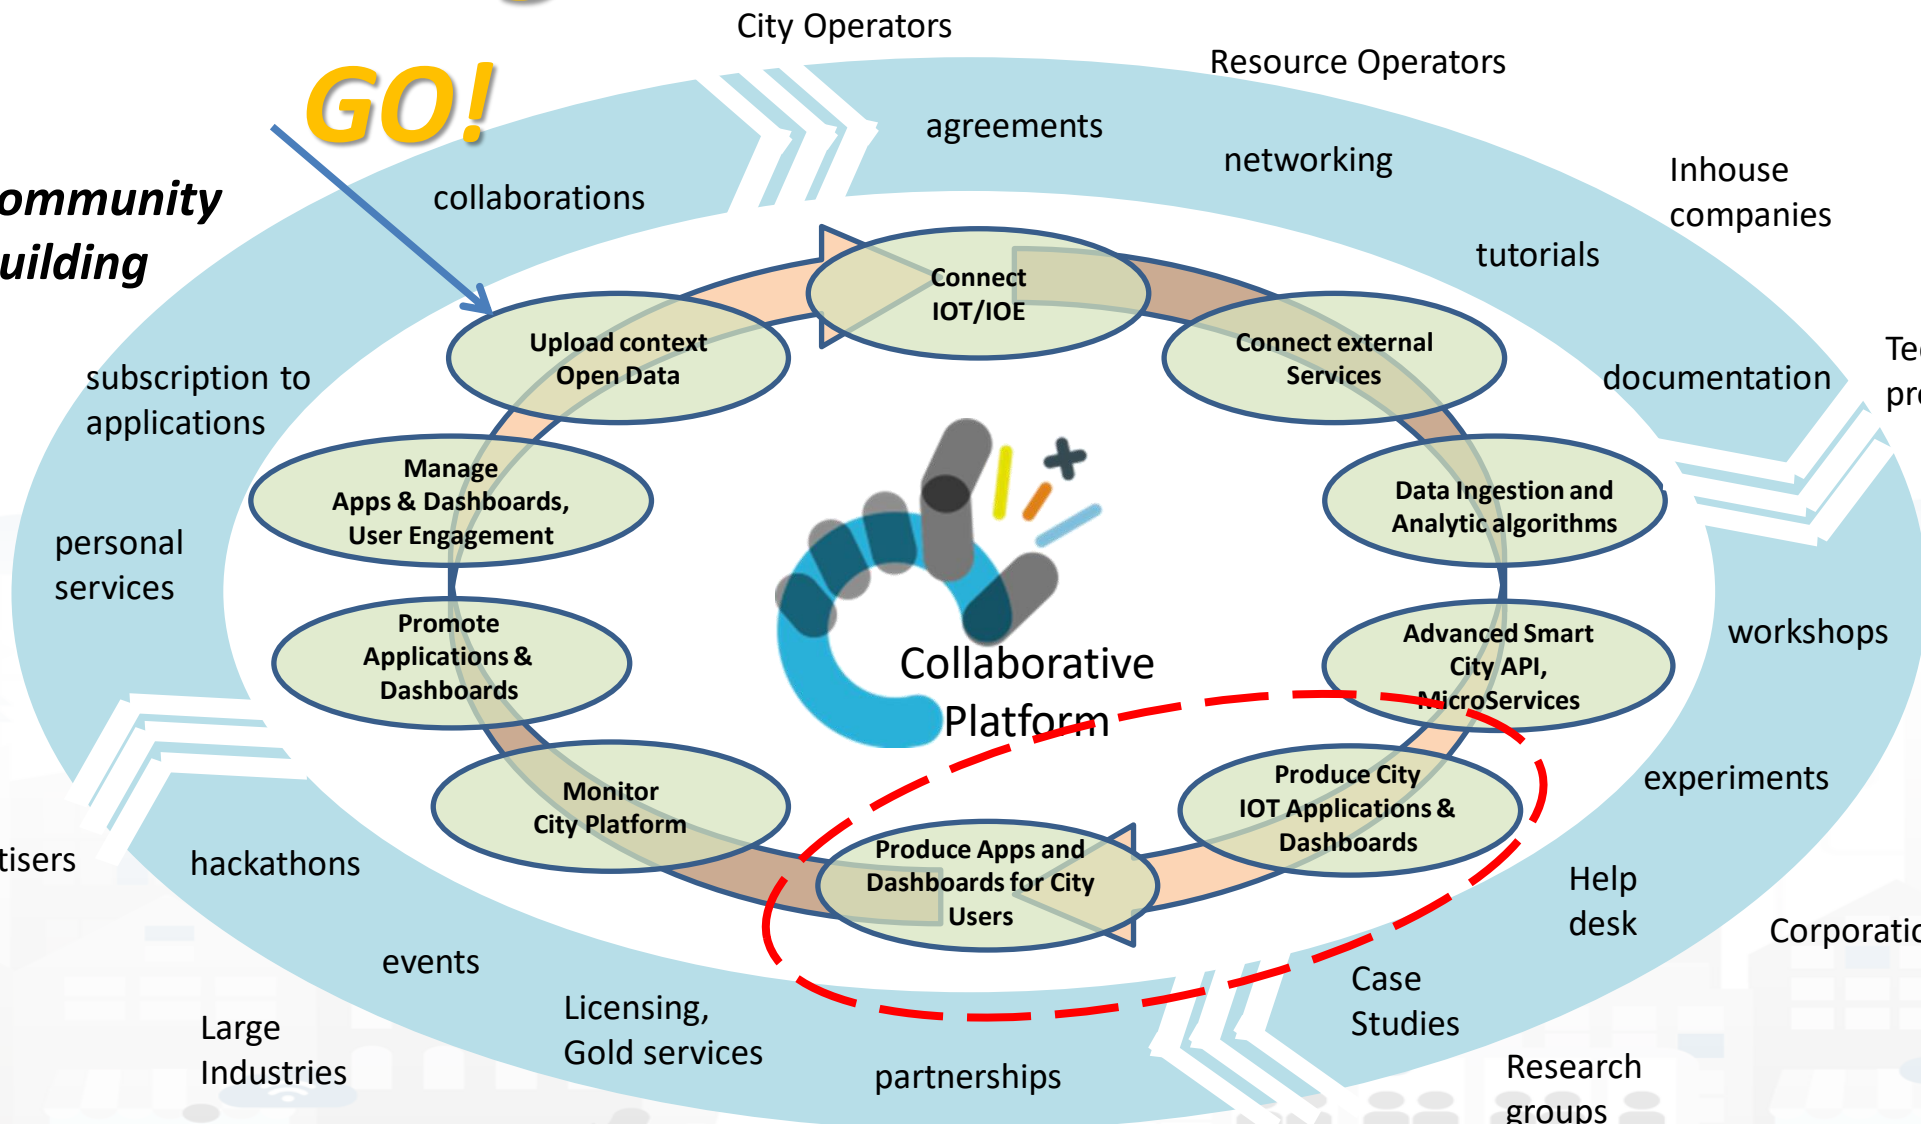 City Operators
Resource Operators
GO!
agreements
networking
Inhouse
companies
collaborations
ommunity
uilding
tutorials
Connect
IOT/IOE
Upload context
Open Data
Connect external
Services
documentation
subscription to
applications
Manage
Apps & Dashboards,
User Engagement
Data Ingestion and
Analytic algorithms
personal
services
Promote
Applications &
Dashboards
Collaborative
Platform
Advanced Smart
City API,
MicroServices
workshops
Monitor
City Platform
Produce City
IOT Applications &
Dashboards
experiments
Produce Apps and
Dashboards for City
Users
tisers
hackathons
Help
desk
Corporatio
events
Case
Studies
Licensing,
Gold services
Large
Industries
partnerships
Research
groups